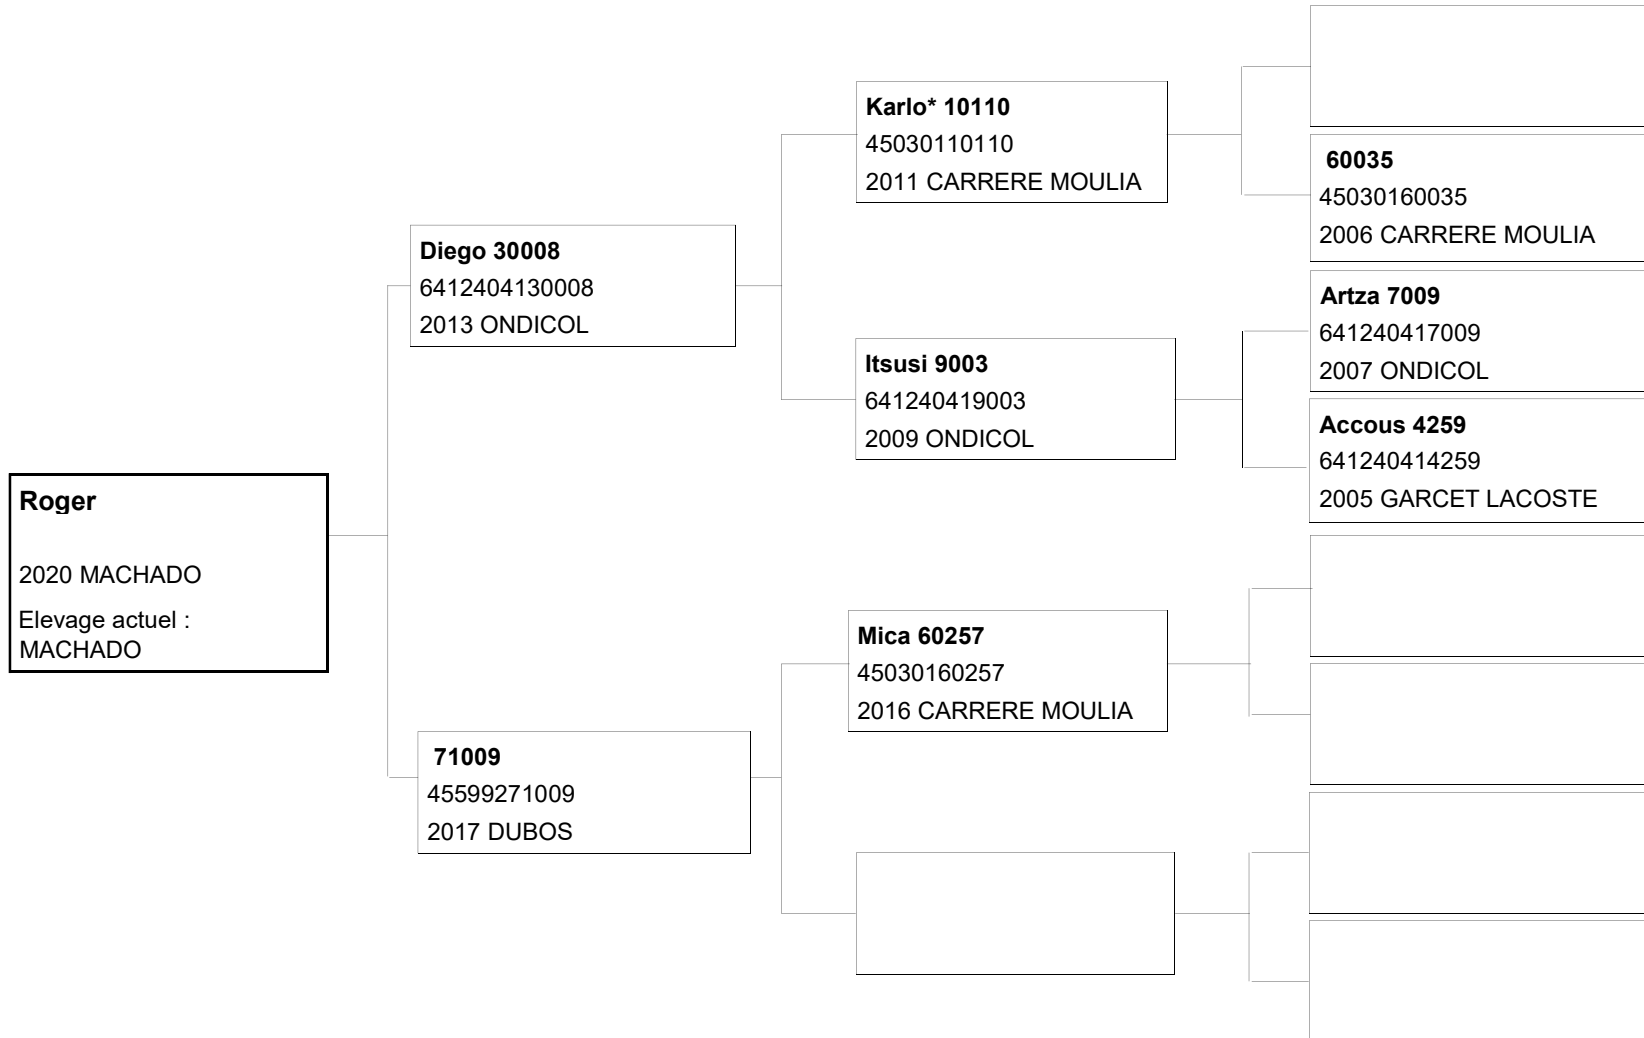 Roger
2020 MACHADO
Elevage actuel :
MACHADO
Diego 30008
6412404130008
2013 ONDICOL
71009
45599271009
2017 DUBOS
Karlo* 10110
45030110110
2011 CARRERE MOULIA
Itsusi 9003
641240419003
2009 ONDICOL
Mica 60257
45030160257
2016 CARRERE MOULIA
60035
45030160035
2006 CARRERE MOULIA
Artza 7009
641240417009
2007 ONDICOL
Accous 4259
641240414259
2005 GARCET LACOSTE